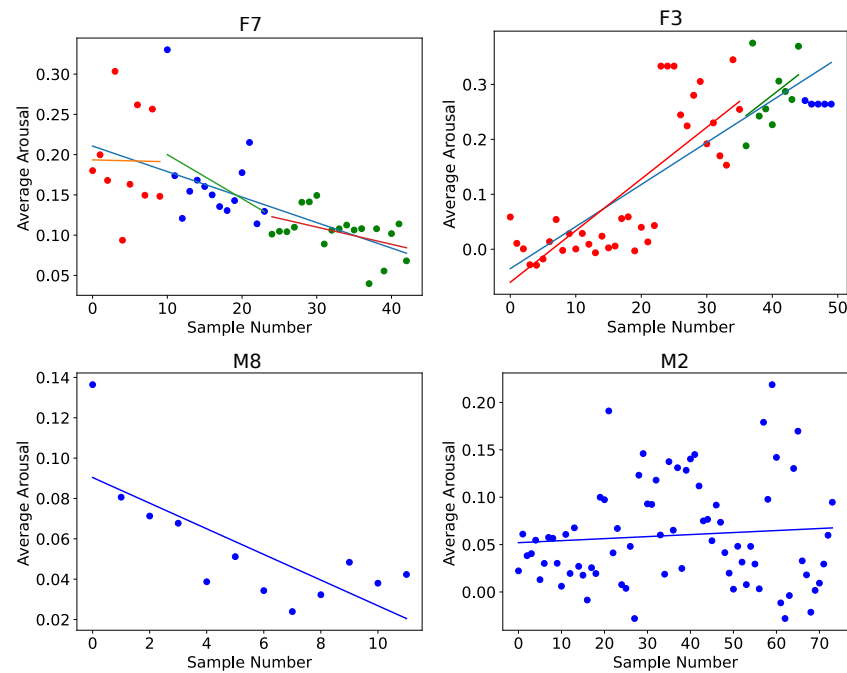 F7
Average Arousal
0.30
0.25
0.20
0.15
0.10
0.05
0 10 20 30 40
Sample Number
F3
Average Arousal
0.3
0.2
0.1
0.0
0 10 20 30 40 50
Sample Number
M8
Average Arousal
0.14
0.12
0.10
0.08
0.06
0.04
0.02
0 2 4 6 8 10
Sample Number
M2
Average Arousal
0.20
0.15
0.10
0.05
0.00
0 10 20 30 40 50 60 70
Sample Number